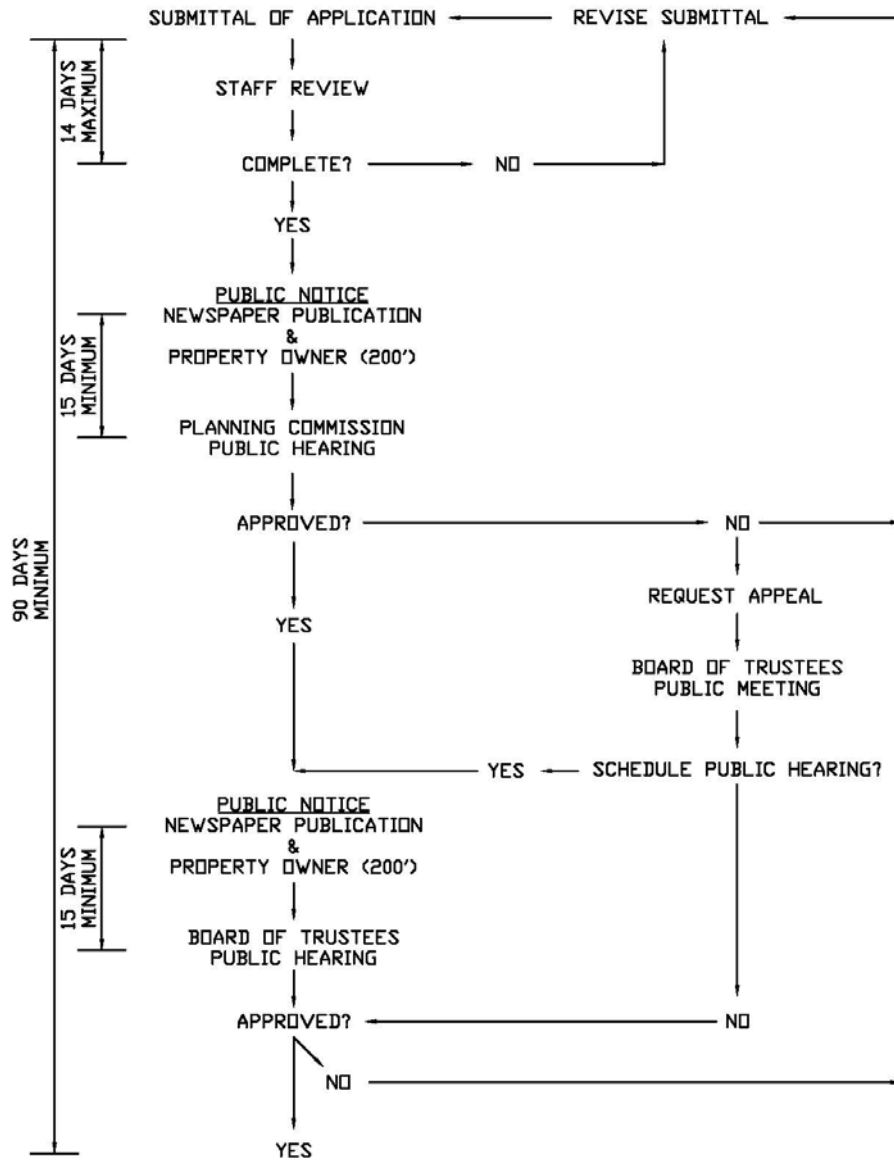 SUBMITTAL OF APPLICATION
REVISE SUBMITTAL
14 DAYS
MAXIMUM
STAFF REVIEW
COMPLETE?
NO
YES
PUBLIC NOTICE
NEWSPAPER PUBLICATION
&
PROPERTY OWNER (200')
15 DAYS
MINIMUM
PLANNING COMMISSION
PUBLIC HEARING
APPROVED?
NO
90 DAYS
MINIMUM
REQUEST APPEAL
YES
BOARD OF TRUSTEES
PUBLIC MEETING
YES
SCHEDULE PUBLIC HEARING?
PUBLIC NOTICE
NEWSPAPER PUBLICATION
&
PROPERTY OWNER (200')
15 DAYS
MINIMUM
BOARD OF TRUSTEES
PUBLIC HEARING
APPROVED?
NO
NO
YES